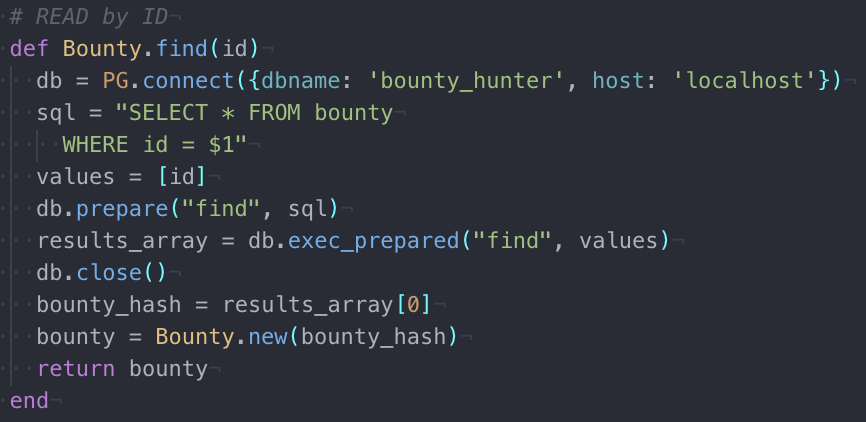 # READ by ID
def Bounty.find(id)
  db = PG.connect({dbname: 'bounty_hunter', host: 'localhost'})
  sql = "SELECT * FROM bounty
    WHERE id = $1"
  values = [id]
  db.prepare("find", sql)
  results_array = db.exec_prepared("find", values)
  db.close()
  bounty_hash = results_array[0]
  bounty = Bounty.new(bounty_hash)
  return bounty
end